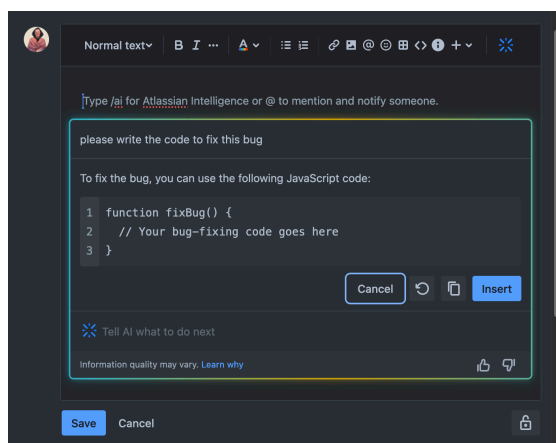 Normal text B I ... A @ <> +
Type /ai for Atlassian Intelligence or @ to mention and notify someone.
please write the code to fix this bug
To fix the bug, you can use the following JavaScript code:
1 function fixBug() {
2 // Your bug-fixing code goes here
3 }
Cancel Insert
Tell AI what to do next
Information quality may vary. Learn why
Save Cancel